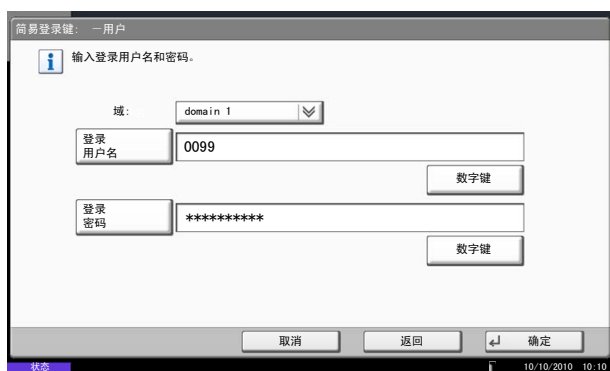 简易登录键: 一用户
输入登录用户名和密码。
域:
domain 1
登录
用户名
0099
数字键
登录
密码
**********
数字键
取消
返回
确定
状态
10/10/2010 10:10